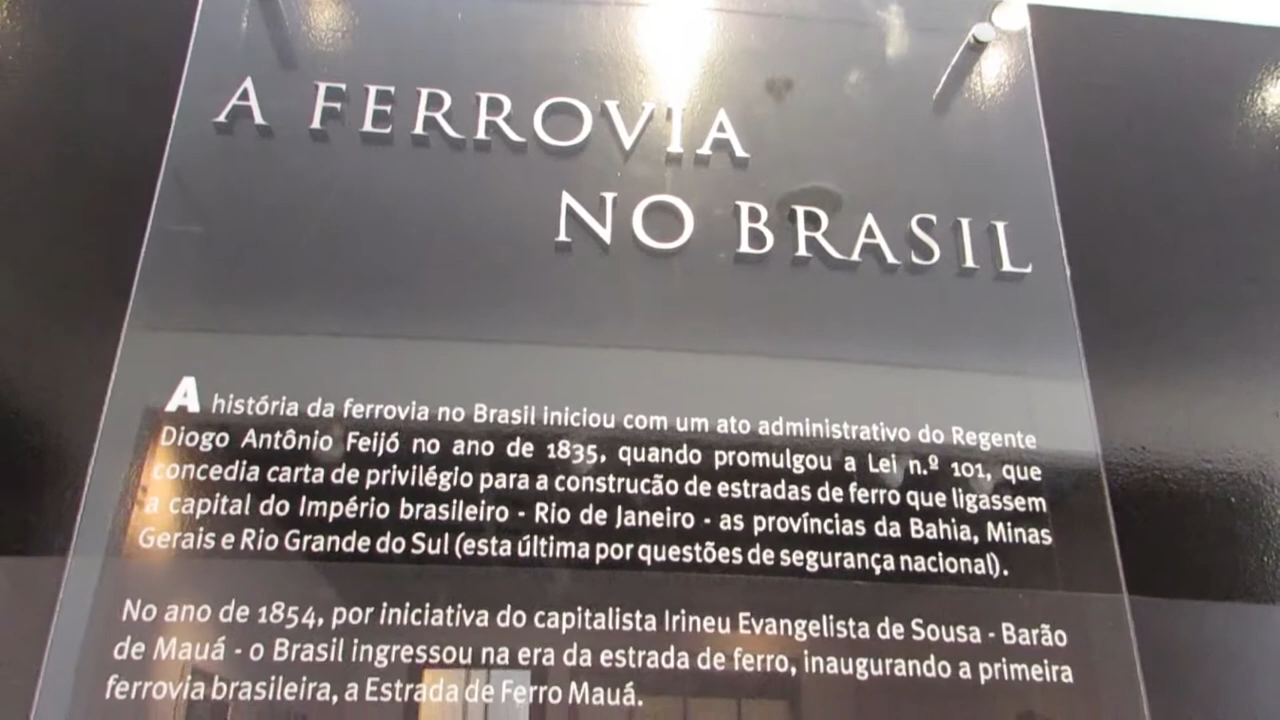 A FERROVIA
NO BRASIL
A história da ferrovia no Brasil iniciou com um ato administrativo do Regente
Diogo Antônio Feijó no ano de 1835, quando promulgou a Lei n.º 101, que
concedia carta de privilégio para a construcão de estradas de ferro que ligassem
a capital do Império brasileiro - Rio de Janeiro - as províncias da Bahia, Minas
Gerais e Rio Grande do Sul (esta última por questões de segurança nacional).
No ano de 1854, por iniciativa do capitalista Irineu Evangelista de Sousa - Barão
de Mauá - o Brasil ingressou na era da estrada de ferro, inaugurando a primeira
ferrovia brasileira, a Estrada de Ferro Mauá.